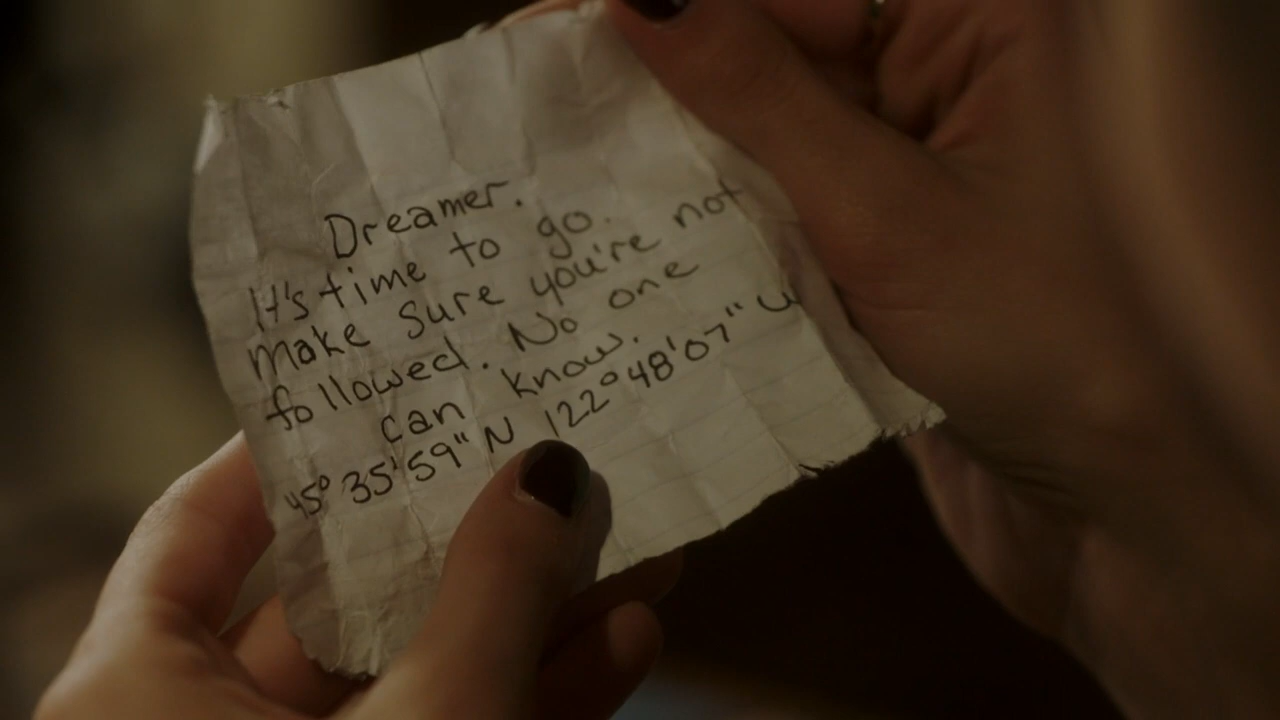 Dreamer.
It's time to go.
Make sure you're not
followed. No one
can know.
45° 35' 59" N 122° 48' 07" W